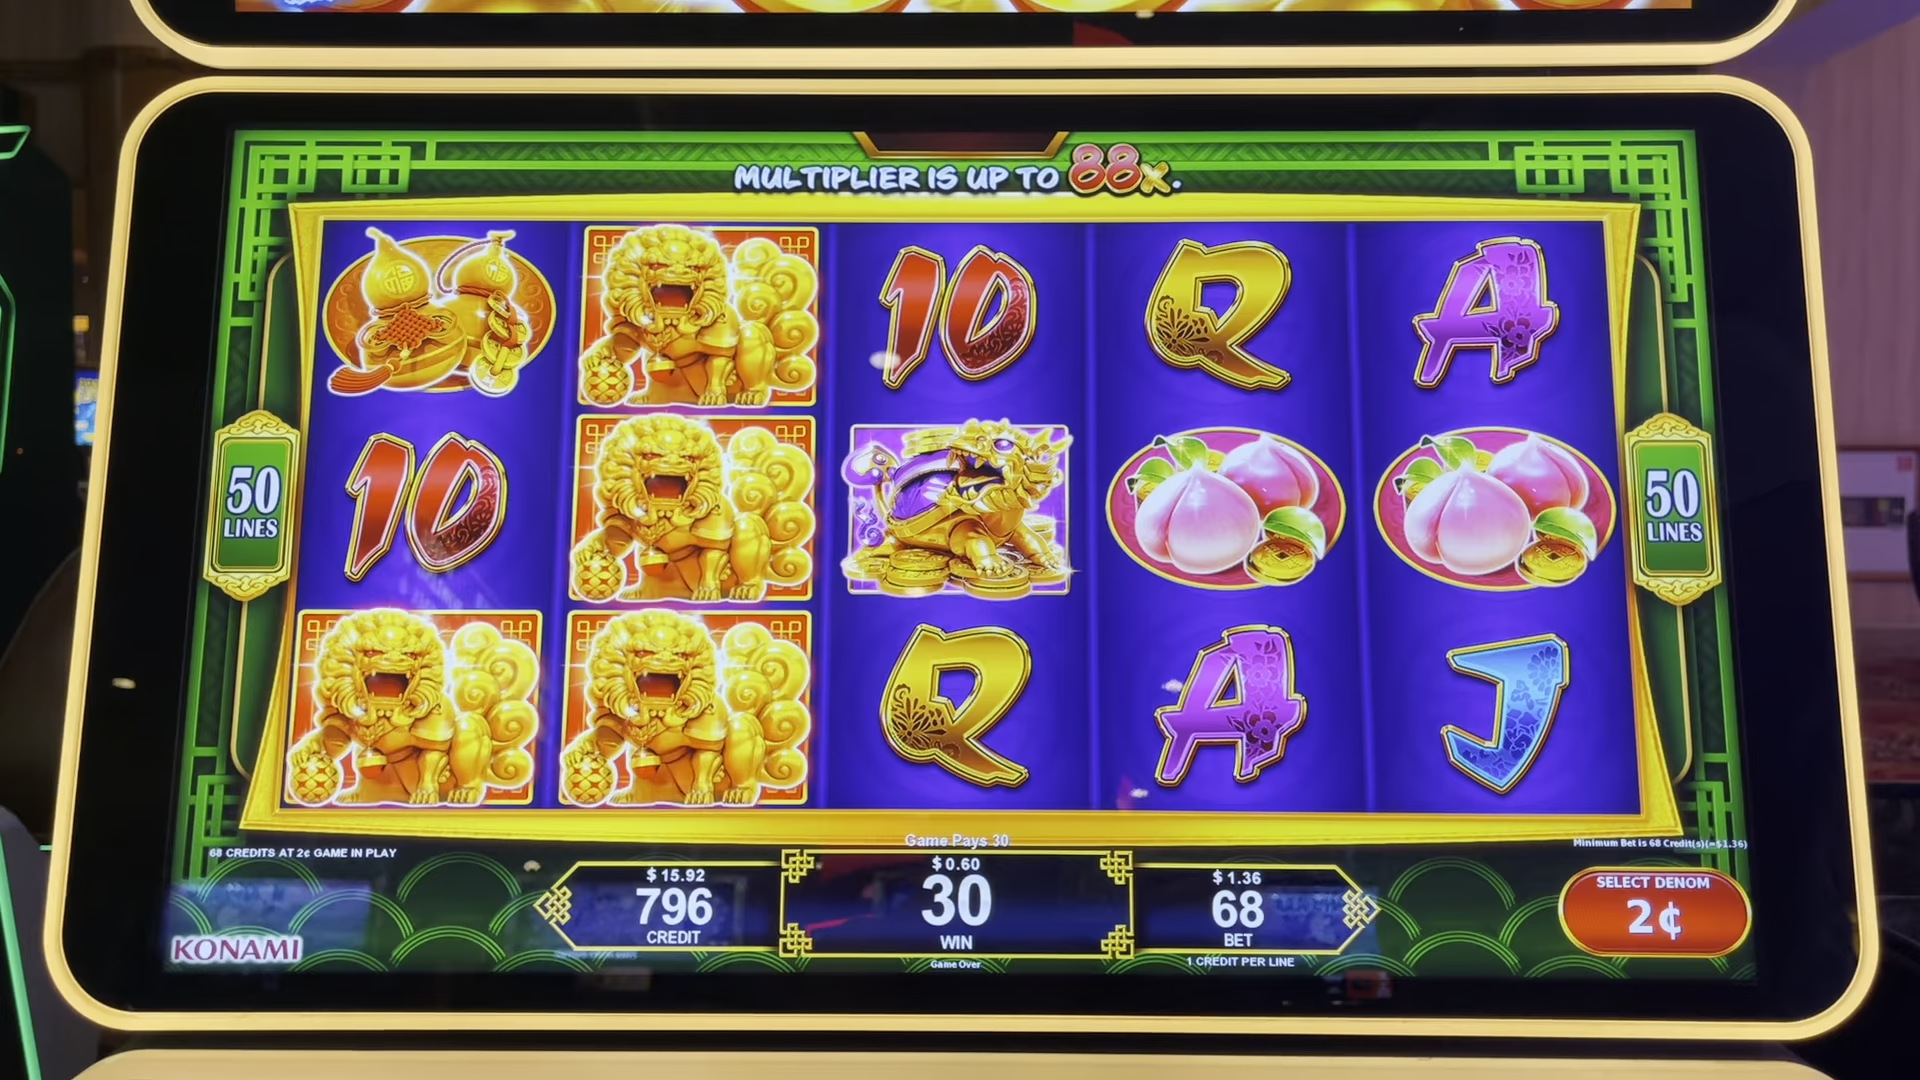 MULTIPLIER IS UP TO 88x.
10 Q A
50 LINES
10
50 LINES
Q A J
Game Pays 30
68 CREDITS AT 2¢ GAME IN PLAY
Minimum Bet is 68 Credit(s)(=$1.36)
$15.92
796
CREDIT
$0.60
30
WIN
$1.36
68
BET
SELECT DENOM
2¢
KONAMI
Game Over
1 CREDIT PER LINE